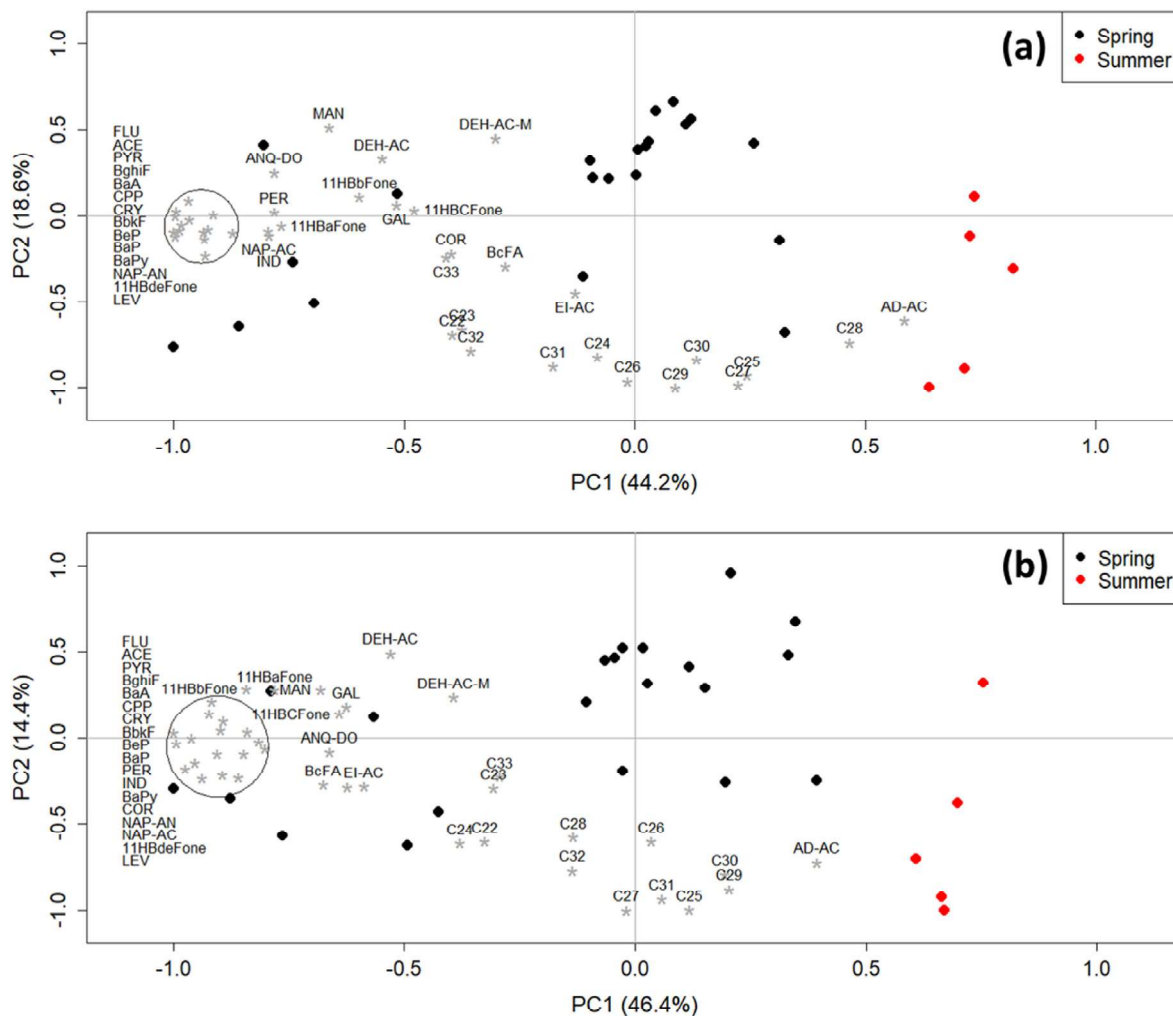 (a)
Spring
Summer
PC2 (18.6%)
1.0
0.5
0.0
-0.5
-1.0
FLU
ACE
PYR
BghiF
BaA
CPP
CRY
BbkF
BeP
BaP
BaPy
NAP-AN
11HBdeFone
LEV
MAN
DEH-AC-M
DEH-AC
ANQ-DO
11HBbFone
PER
11HBCFone
GAL
11HBaFone
NAP-AC
IND
COR
C33
BcFA
EI-AC
AD-AC
C23
C22
C32
C28
C31
C24
C26
C30
C29
C25
C27
-1.0
-0.5
0.0
0.5
1.0
PC1 (44.2%)
(b)
Spring
Summer
PC2 (14.4%)
1.0
0.5
0.0
-0.5
-1.0
FLU
ACE
PYR
BghiF
BaA
CPP
CRY
BbkF
BeP
BaP
PER
IND
BaPy
COR
NAP-AN
NAP-AC
11HBdeFone
LEV
DEH-AC
11HBaFone
11HBbFone
MAN
GAL
DEH-AC-M
11HBCFone
ANQ-DO
BcFA
EI-AC
C33
C23
C24
C22
C28
C26
C32
C30
C29
AD-AC
C27
C31
C25
-1.0
-0.5
0.0
0.5
1.0
PC1 (46.4%)